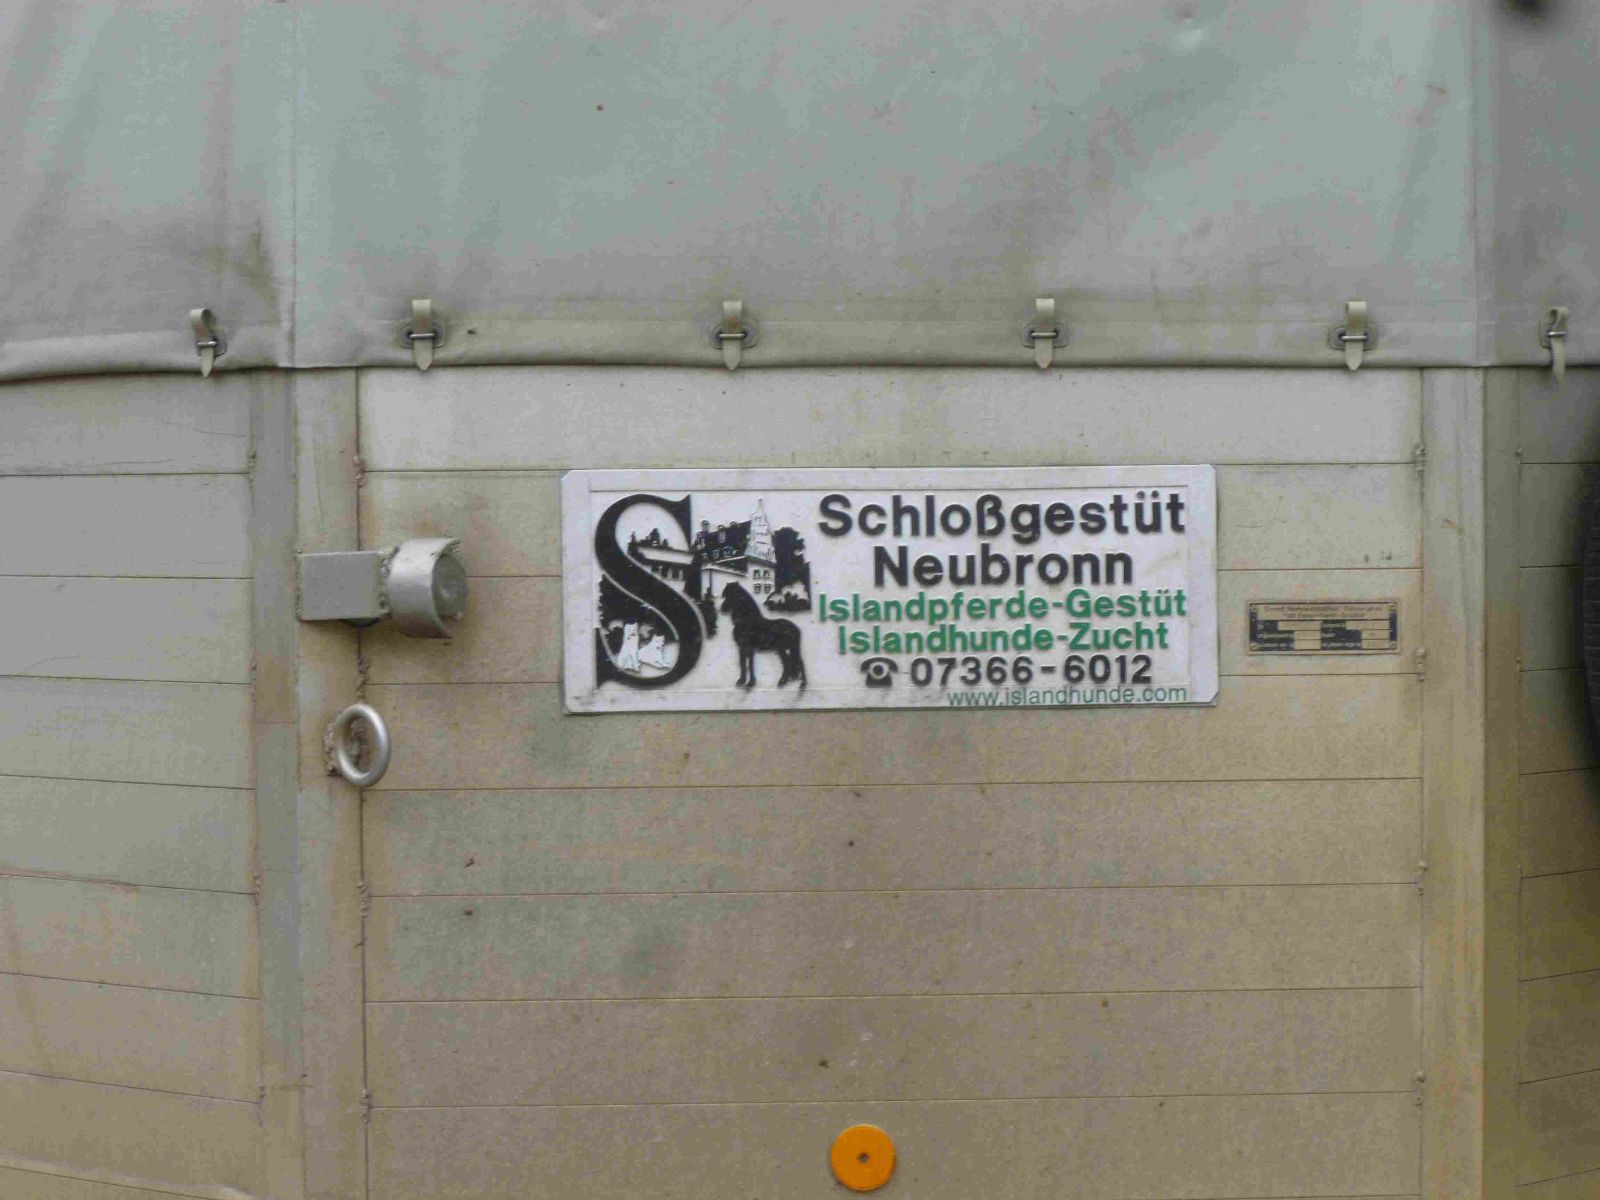 Schloßgestüt
Neubronn
Islandpferde-Gestüt
Islandhunde-Zucht
☎ 07366-6012
www.islandhunde.com
S